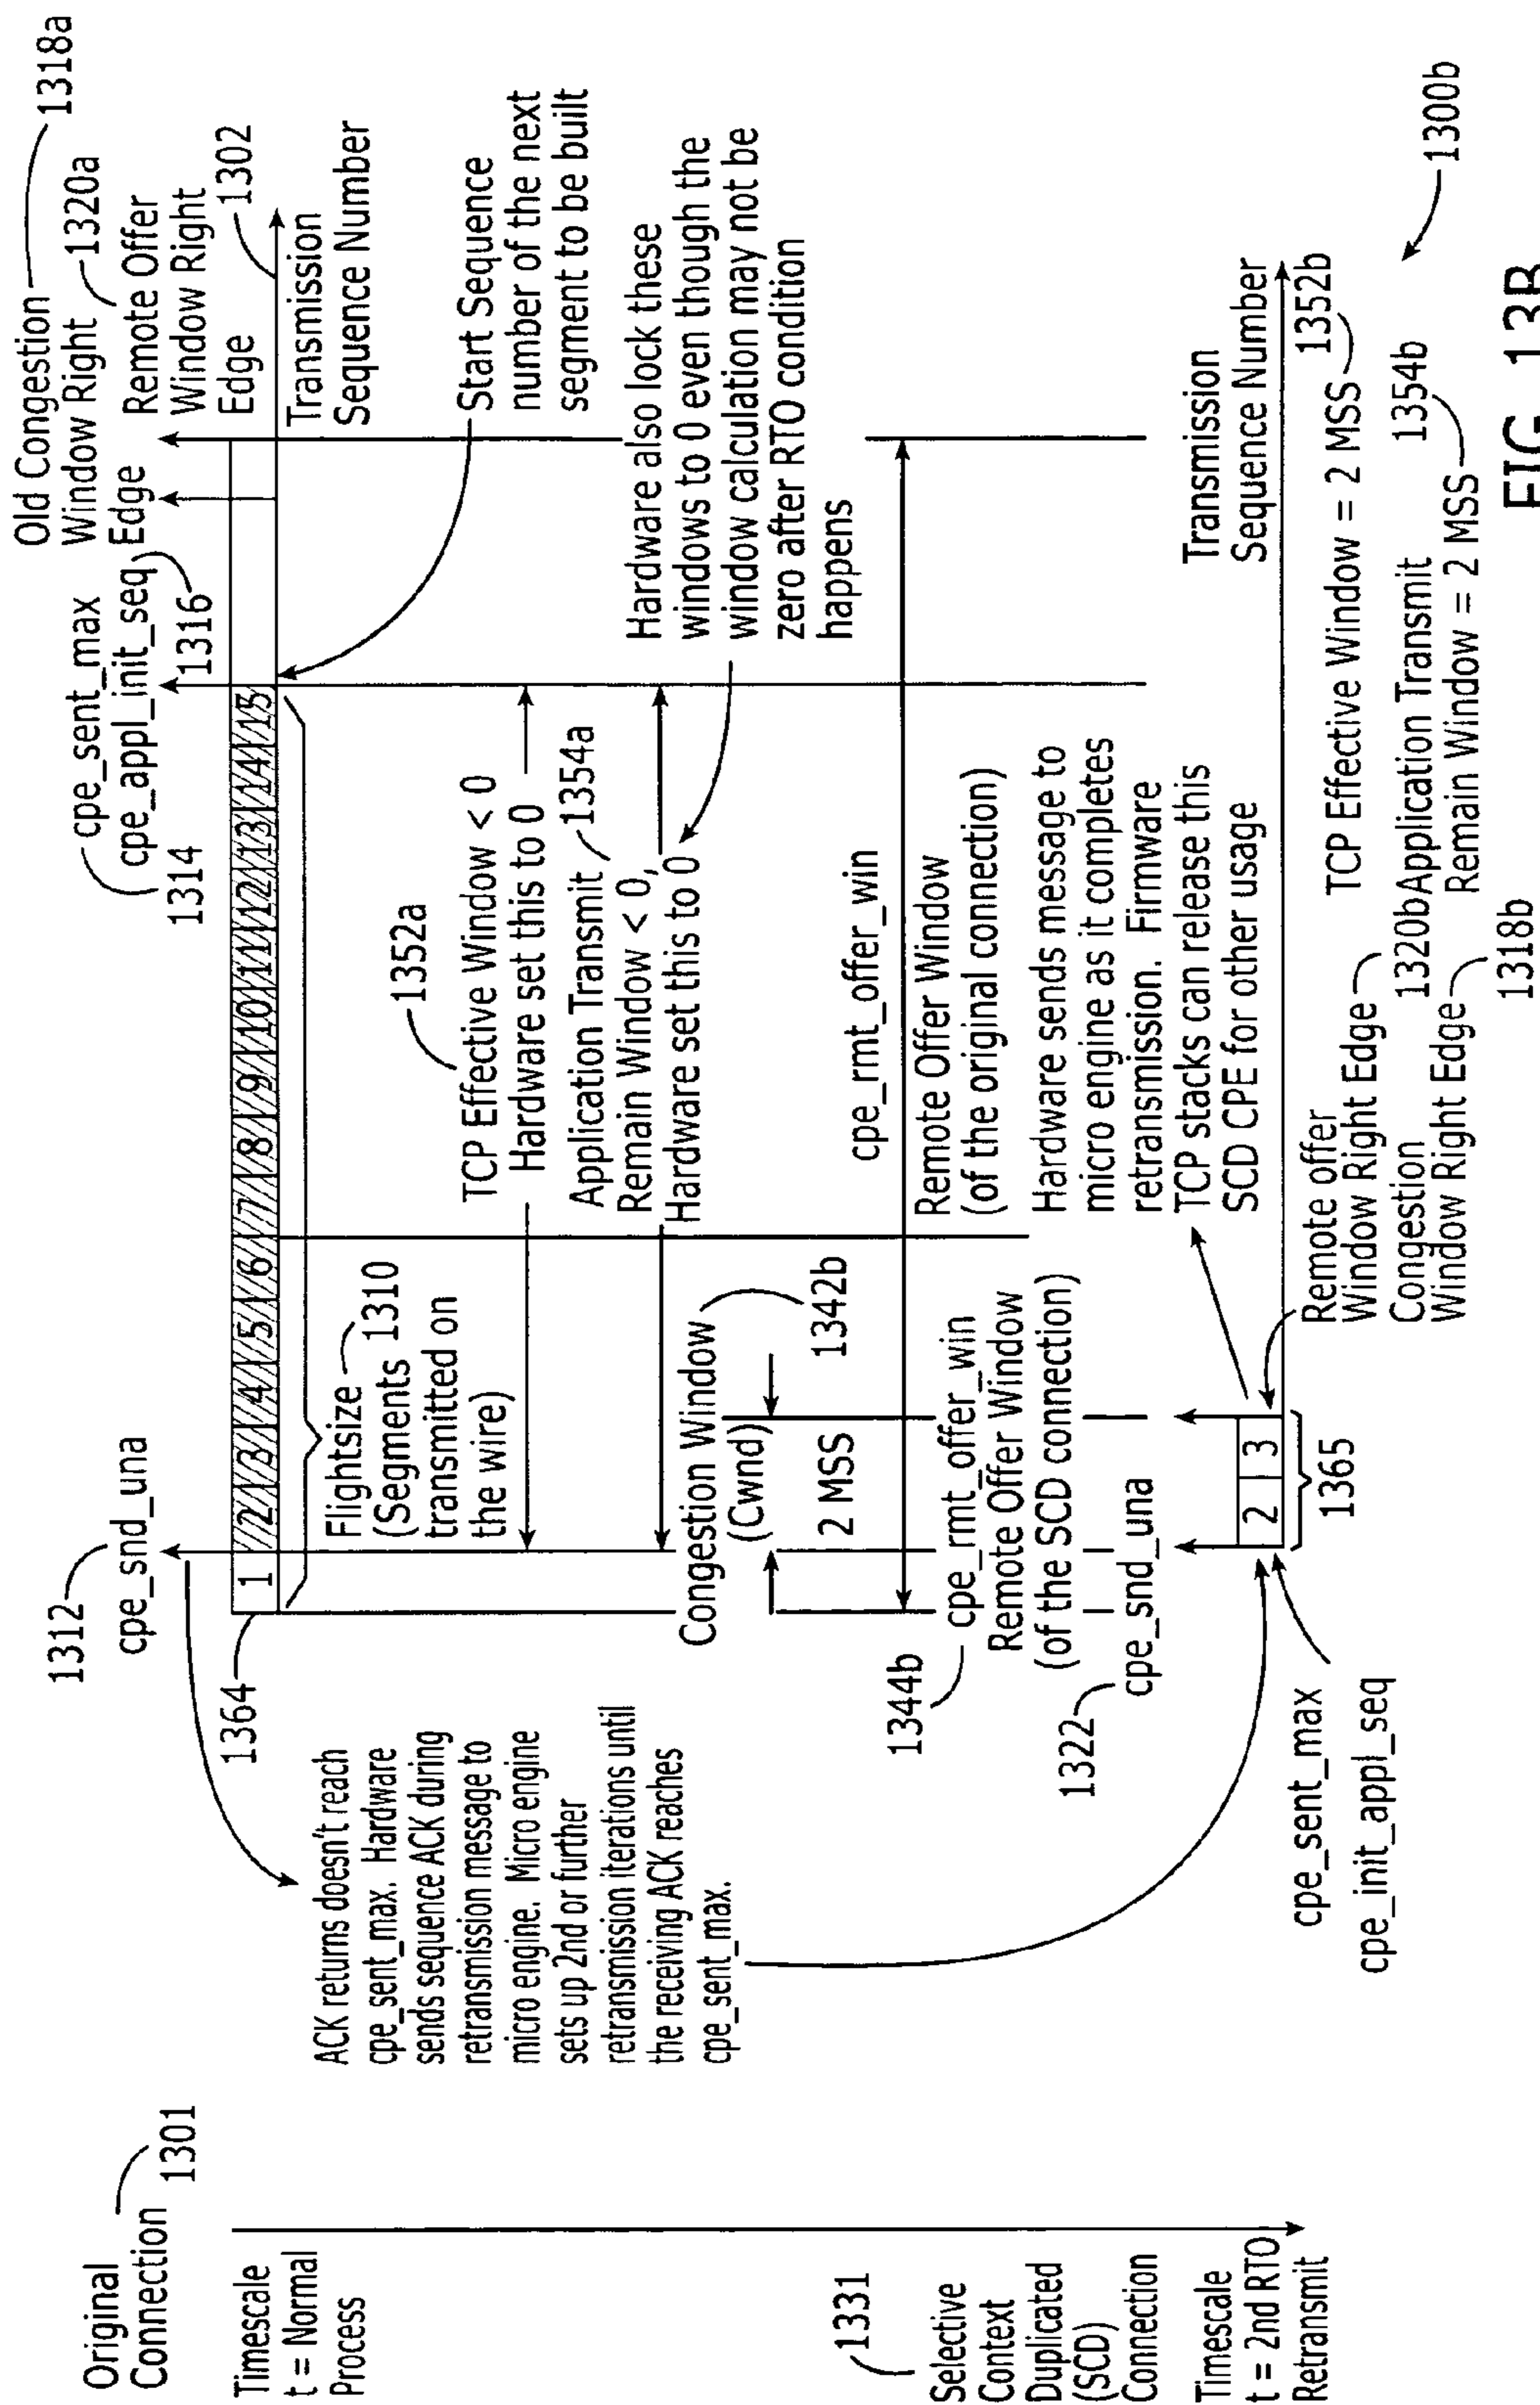 Original
Connection
1301
Timescale
t = Normal
Process
1312
cpe_snd_una
1364
1
2
3
4
5
6
7
8
9
10
11
12
13
14
15
cpe_sent_max
cpe_appl_init_seq
1314
1316
Old Congestion
Window Right
Edge
1318a
1320a
Remote Offer
Window Right
Edge
1302
Transmission
Sequence Number
Start Sequence
number of the next
segment to be built
Flightsize
1310
(Segments
transmitted on
the wire)
1352a
TCP Effective Window < 0
Hardware set this to 0
Application Transmit
1354a
Remain Window < 0,
Hardware set this to 0
Hardware also lock these
windows to 0 even though the
window calculation may not be
zero after RTO condition
happens
ACK returns doesn't reach
cpe_sent_max. Hardware
sends sequence ACK during
retransmission message to
micro engine. Micro engine
sets up 2nd or further
retransmission iterations until
the receiving ACK reaches
cpe_sent_max.
Congestion Window
(Cwnd)
1342b
2 MSS
cpe_rmt_offer_win
Remote Offer Window
(of the original connection)
1344b
cpe_rmt_offer_win
Remote Offer Window
(of the SCD connection)
1322
cpe_snd_una
Hardware sends message to
micro engine as it completes
retransmission. Firmware
TCP stacks can release this
SCD CPE for other usage
1331
Selective
Context
Duplicated
(SCD)
Connection
Timescale
t = 2nd RTO
Retransmit
2
3
1365
cpe_sent_max
cpe_init_appl_seq
Transmission
Sequence Number
Remote offer
Window Right Edge
1320b
Congestion
Window Right Edge
1318b
TCP Effective Window = 2 MSS
1352b
Application Transmit
Remain Window = 2 MSS
1354b
1300b
FIG. 13B